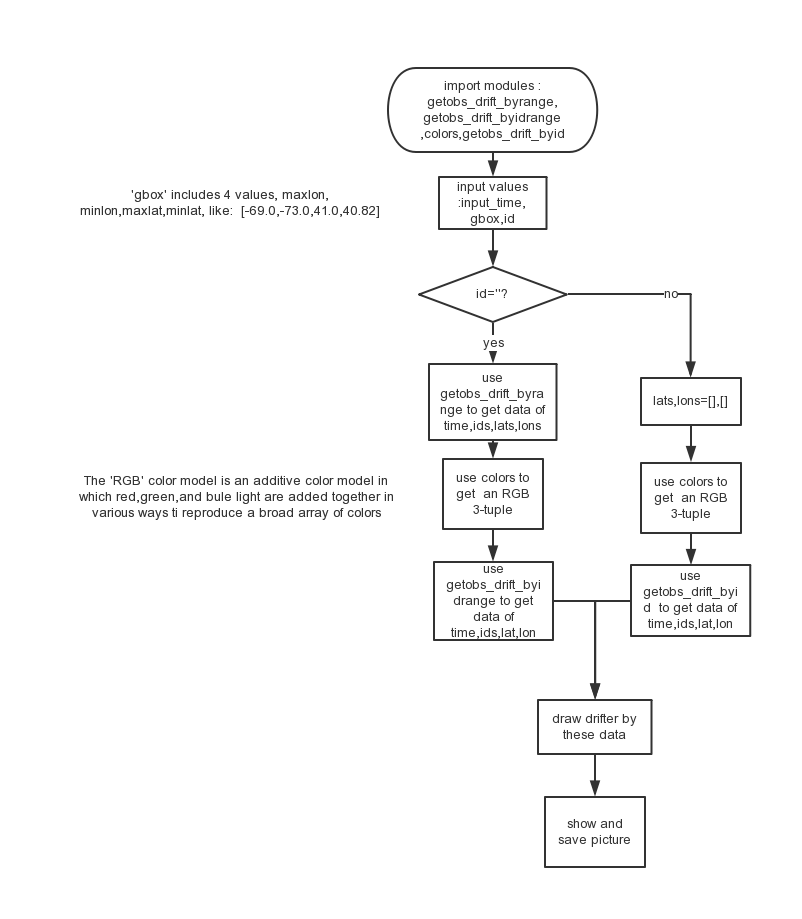 import modules :
getobs_drift_byrange,
getobs_drift_byidrange
,colors,getobs_drift_byid
'gbox' includes 4 values, maxlon,
minlon,maxlat,minlat, like: [-69.0,-73.0,41.0,40.82]
input values
:input_time,
gbox,id
id=''?
no
yes
use
getobs_drift_byra
nge to get data of
time,ids,lats,lons
lats,lons=[],[]
The 'RGB' color model is an additive color model in
which red,green,and bule light are added together in
various ways ti reproduce a broad array of colors
use colors to
get an RGB
3-tuple
use colors to
get an RGB
3-tuple
use
getobs_drift_byi
drange to get
data of
time,ids,lat,lon
use
getobs_drift_byi
d to get data of
time,ids,lat,lon
draw drifter by
these data
show and
save picture